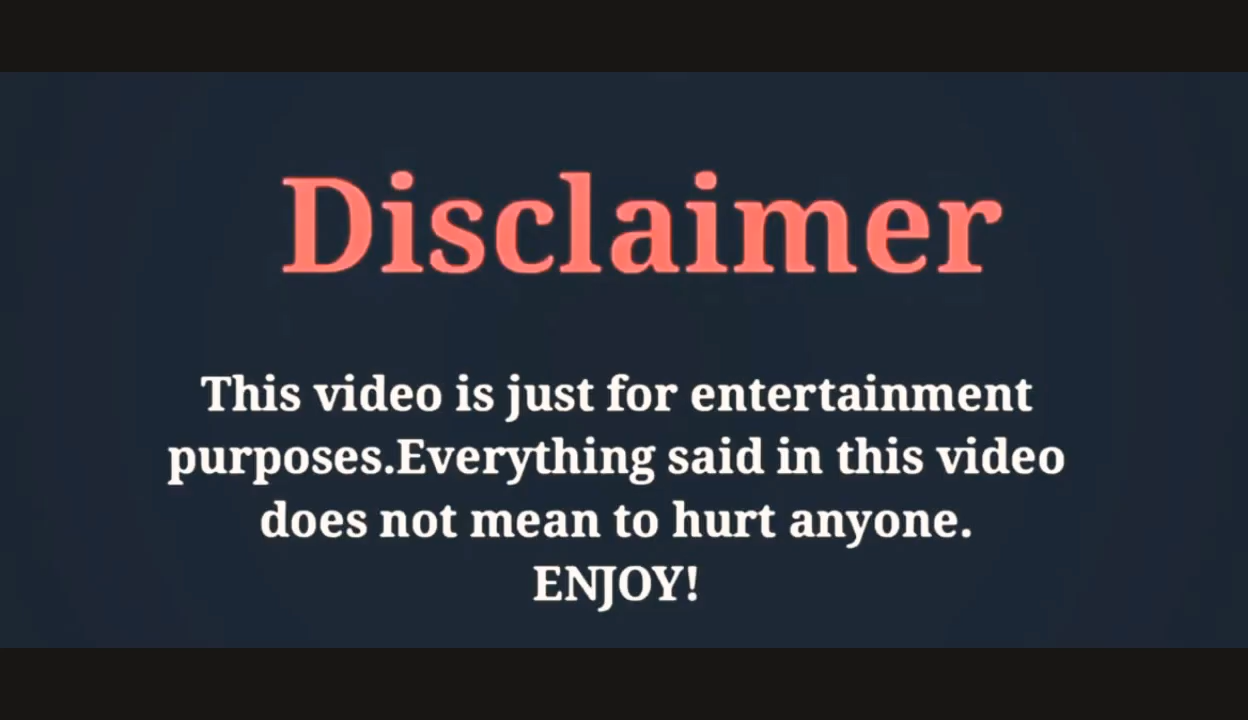 Disclaimer
This video is just for entertainment
purposes.Everything said in this video
does not mean to hurt anyone.
ENJOY!